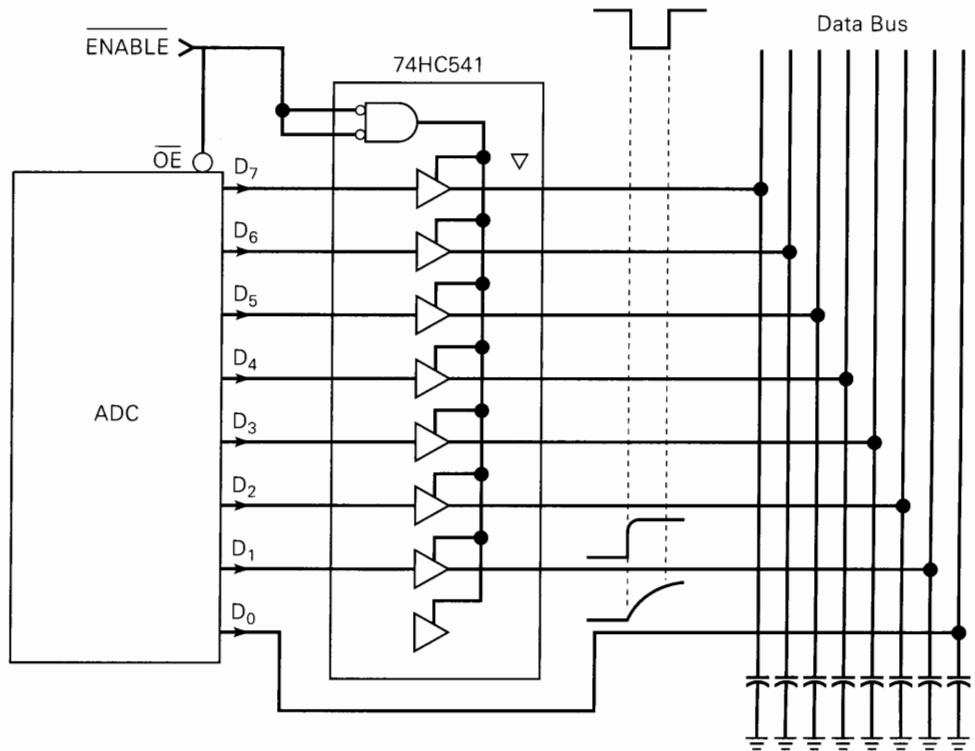 Data Bus
ENABLE
74HC541
OE
D7
D6
D5
D4
ADC
D3
D2
D1
D0